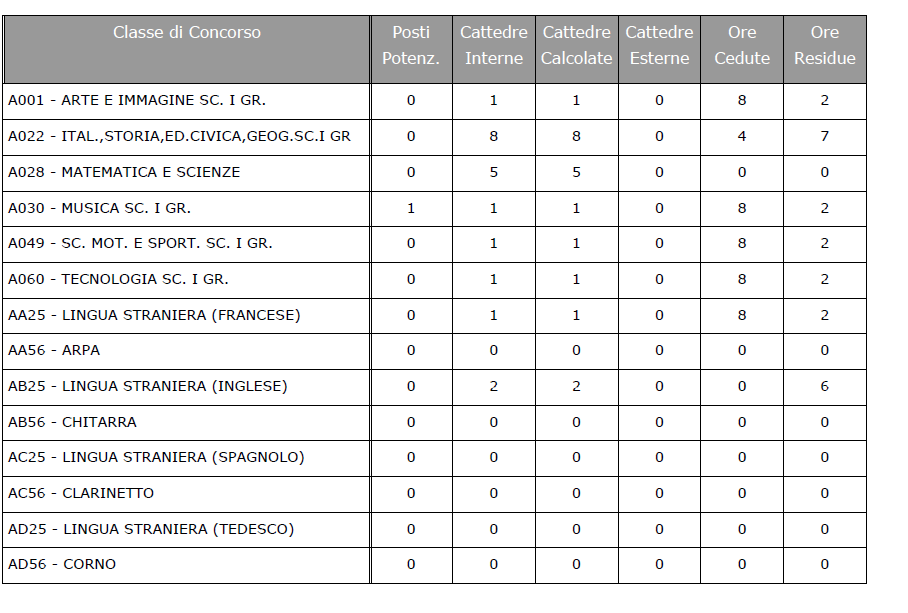 Classe di Concorso Posti Potenz. Cattedre Interne Cattedre Calcolate Cattedre Esterne Ore Cedute Ore Residue
A001 - ARTE E IMMAGINE SC. I GR. 0 1 1 0 8 2
A022 - ITAL.,STORIA,ED.CIVICA,GEOG.SC.I GR 0 8 8 0 4 7
A028 - MATEMATICA E SCIENZE 0 5 5 0 0 0
A030 - MUSICA SC. I GR. 1 1 1 0 8 2
A049 - SC. MOT. E SPORT. SC. I GR. 0 1 1 0 8 2
A060 - TECNOLOGIA SC. I GR. 0 1 1 0 8 2
AA25 - LINGUA STRANIERA (FRANCESE) 0 1 1 0 8 2
AA56 - ARPA 0 0 0 0 0 0
AB25 - LINGUA STRANIERA (INGLESE) 0 2 2 0 0 6
AB56 - CHITARRA 0 0 0 0 0 0
AC25 - LINGUA STRANIERA (SPAGNOLO) 0 0 0 0 0 0
AC56 - CLARINETTO 0 0 0 0 0 0
AD25 - LINGUA STRANIERA (TEDESCO) 0 0 0 0 0 0
AD56 - CORNO 0 0 0 0 0 0